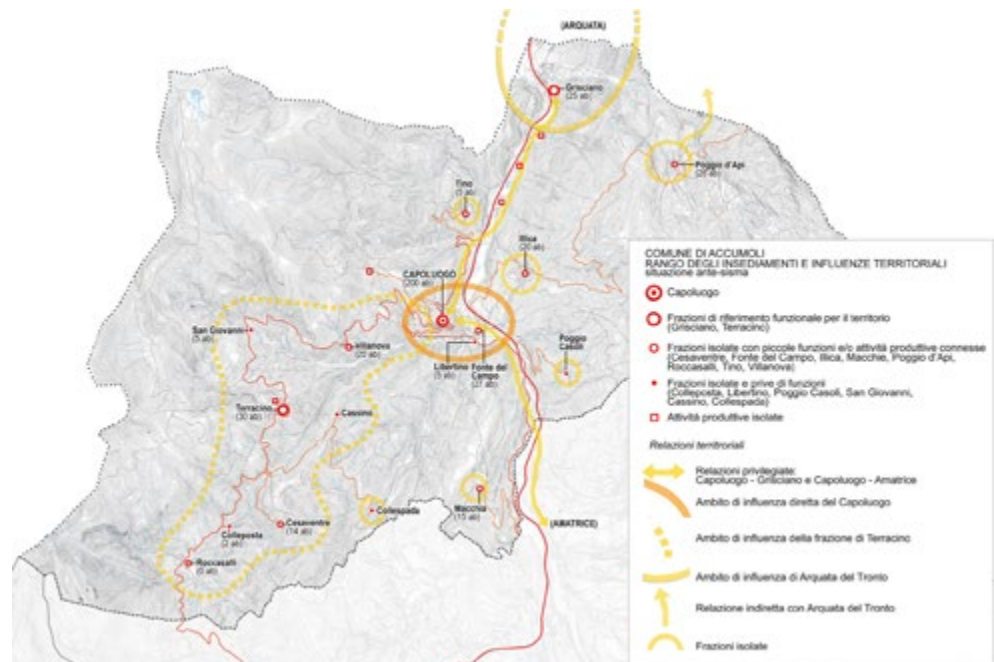 (ARQUATA)
Grisciano
(25 ab)
Poggio d'Api
(25 ab)
Tino
(5 ab)
Illica
(20 ab)
CAPOLUOGO
(200 ab)
San Giovanni
(5 ab)
Villanova
(20 ab)
Libertino
(5 ab)
Fonte del
Campo
(27 ab)
Poggio
Casoli
Terracino
(30 ab)
Cassino
Macchia
(15 ab)
Collespada
Cesaventre
(14 ab)
Colleposta
(2 ab)
Roccasalli
(0 ab)
(AMATRICE)
COMUNE DI ACCUMOLI
RANGO DEGLI INSEDIAMENTI E INFLUENZE TERRITORIALI
situazione ante-sisma
Capoluogo
Frazioni di riferimento funzionale per il territorio
(Grisciano, Terracino)
Frazioni isolate con piccole funzioni e/o attività produttive connesse
(Cesaventre, Fonte del Campo, Illica, Macchie, Poggio d'Api,
Roccasalli, Tino, Villanova)
Frazioni isolate e prive di funzioni
(Colleposta, Libertino, Poggio Casoli, San Giovanni,
Cassino, Collespada)
Attività produttive isolate
Relazioni territoriali
Relazioni privilegiate:
Capoluogo - Grisciano e Capoluogo - Amatrice
Ambito di influenza diretta del Capoluogo
Ambito di influenza della frazione di Terracino
Ambito di influenza di Arquata del Tronto
Relazione indiretta con Arquata del Tronto
Frazioni isolate